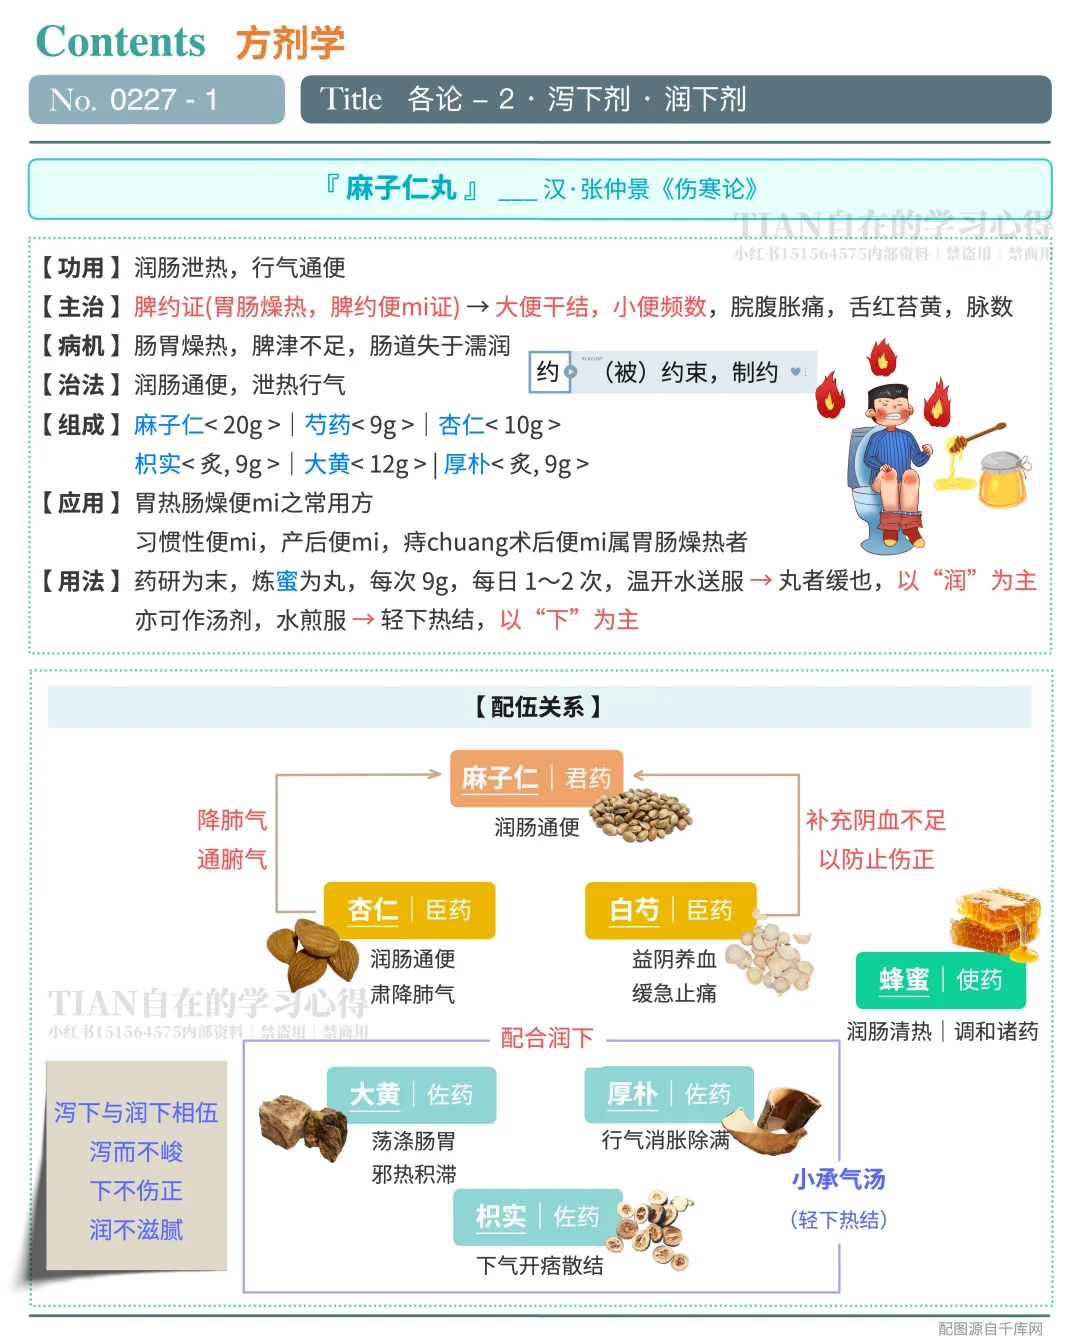 Contents 方剂学
No. 0227 - 1
Title 各论 - 2 · 泻下剂 · 润下剂
『 麻子仁丸 』 ___ 汉·张仲景《伤寒论》
TIAN自在的学习心得
小红书151564575内部资料｜禁盗用｜禁商用
【 功用 】 润肠泄热，行气通便
【 主治 】 脾约证(胃肠燥热，脾约便mi证) → 大便干结，小便频数，脘腹胀痛，舌红苔黄，脉数
【 病机 】 肠胃燥热，脾津不足，肠道失于濡润
PLAYLIST
约 （被）约束，制约
【 治法 】 润肠通便，泄热行气
【 组成 】 麻子仁< 20g >｜芍药< 9g >｜杏仁< 10g >
枳实< 炙, 9g >｜大黄< 12g > | 厚朴< 炙, 9g >
【 应用 】 胃热肠燥便mi之常用方
习惯性便mi，产后便mi，痔chuang术后便mi属胃肠燥热者
【 用法 】 药研为末，炼蜜为丸，每次 9g，每日 1～2 次，温开水送服 → 丸者缓也，以“润”为主
亦可作汤剂，水煎服 → 轻下热结，以“下”为主
【 配伍关系 】
麻子仁｜君药
润肠通便
降肺气
通腑气
补充阴血不足
以防止伤正
杏仁｜臣药
润肠通便
肃降肺气
白芍｜臣药
益阴养血
缓急止痛
蜂蜜｜使药
润肠清热｜调和诸药
TIAN自在的学习心得
小红书151564575内部资料｜禁盗用｜禁商用
配合润下
大黄｜佐药
荡涤肠胃
邪热积滞
厚朴｜佐药
行气消胀除满
枳实｜佐药
下气开痞散结
小承气汤
（轻下热结）
泻下与润下相伍
泻而不峻
下不伤正
润不滋腻
配图源自千库网